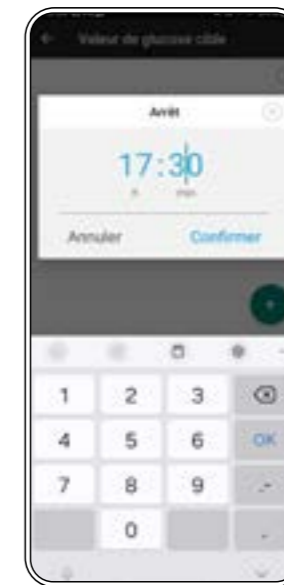 Valeur de glucose cible
Arrêt
17:30
h min
Annuler Confirmer
1 2 3
4 5 6 OK
7 8 9 .-
0 .